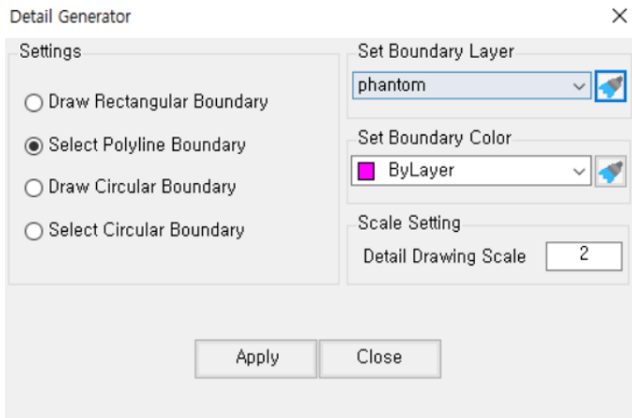 Detail Generator
Settings
Draw Rectangular Boundary
Select Polyline Boundary
Draw Circular Boundary
Select Circular Boundary
Set Boundary Layer
phantom
Set Boundary Color
ByLayer
Scale Setting
Detail Drawing Scale 2
Apply Close